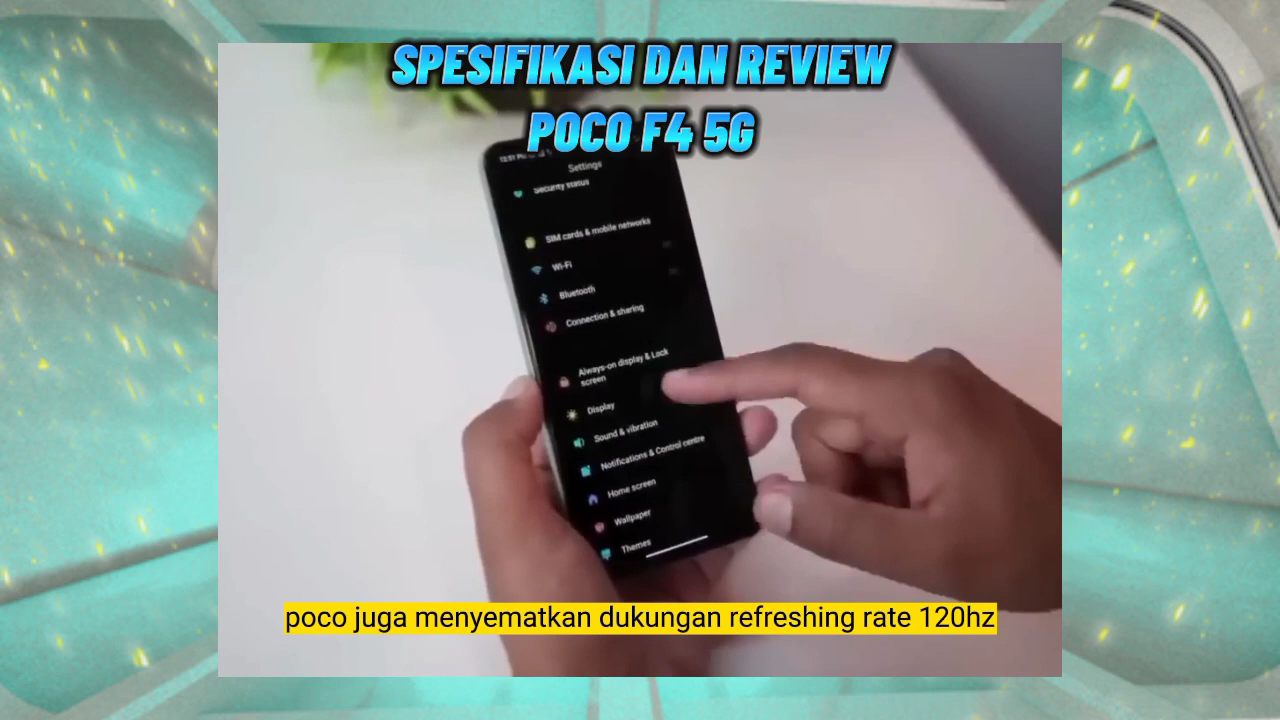 SPESIFIKASI DAN REVIEW
POCO F4 5G
Settings
Security status
SIM cards & mobile networks
Wi-Fi
Bluetooth
Connection & sharing
Always-on display & Lock
screen
Display
Sound & vibration
Notifications & Control centre
Home screen
Wallpaper
Themes
poco juga menyematkan dukungan refreshing rate 120hz